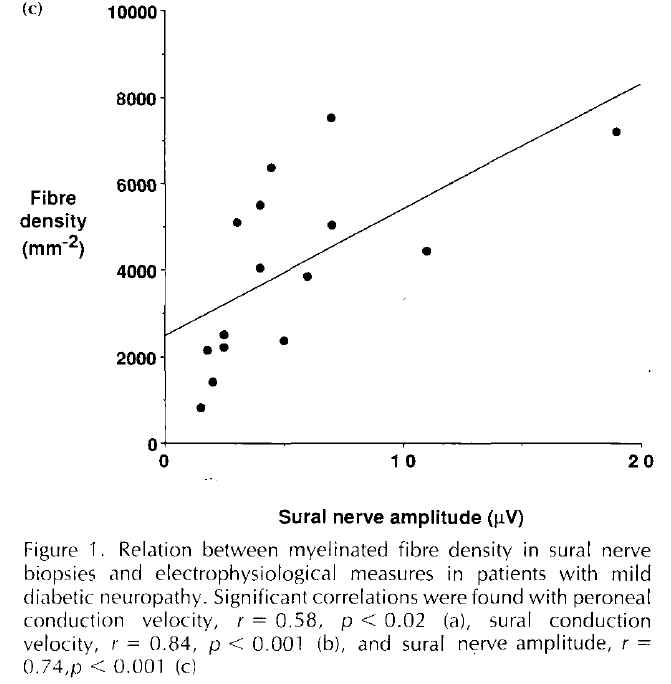 (c)
10000
8000
6000
4000
2000
0
Fibre
density
(mm⁻²)
0
10
20
Sural nerve amplitude (µV)
Figure 1. Relation between myelinated fibre density in sural nerve
biopsies and electrophysiological measures in patients with mild
diabetic neuropathy. Significant correlations were found with peroneal
conduction velocity, r = 0.58, p < 0.02 (a), sural conduction
velocity, r = 0.84, p < 0.001 (b), and sural nerve amplitude, r =
0.74,p < 0.001 (c)